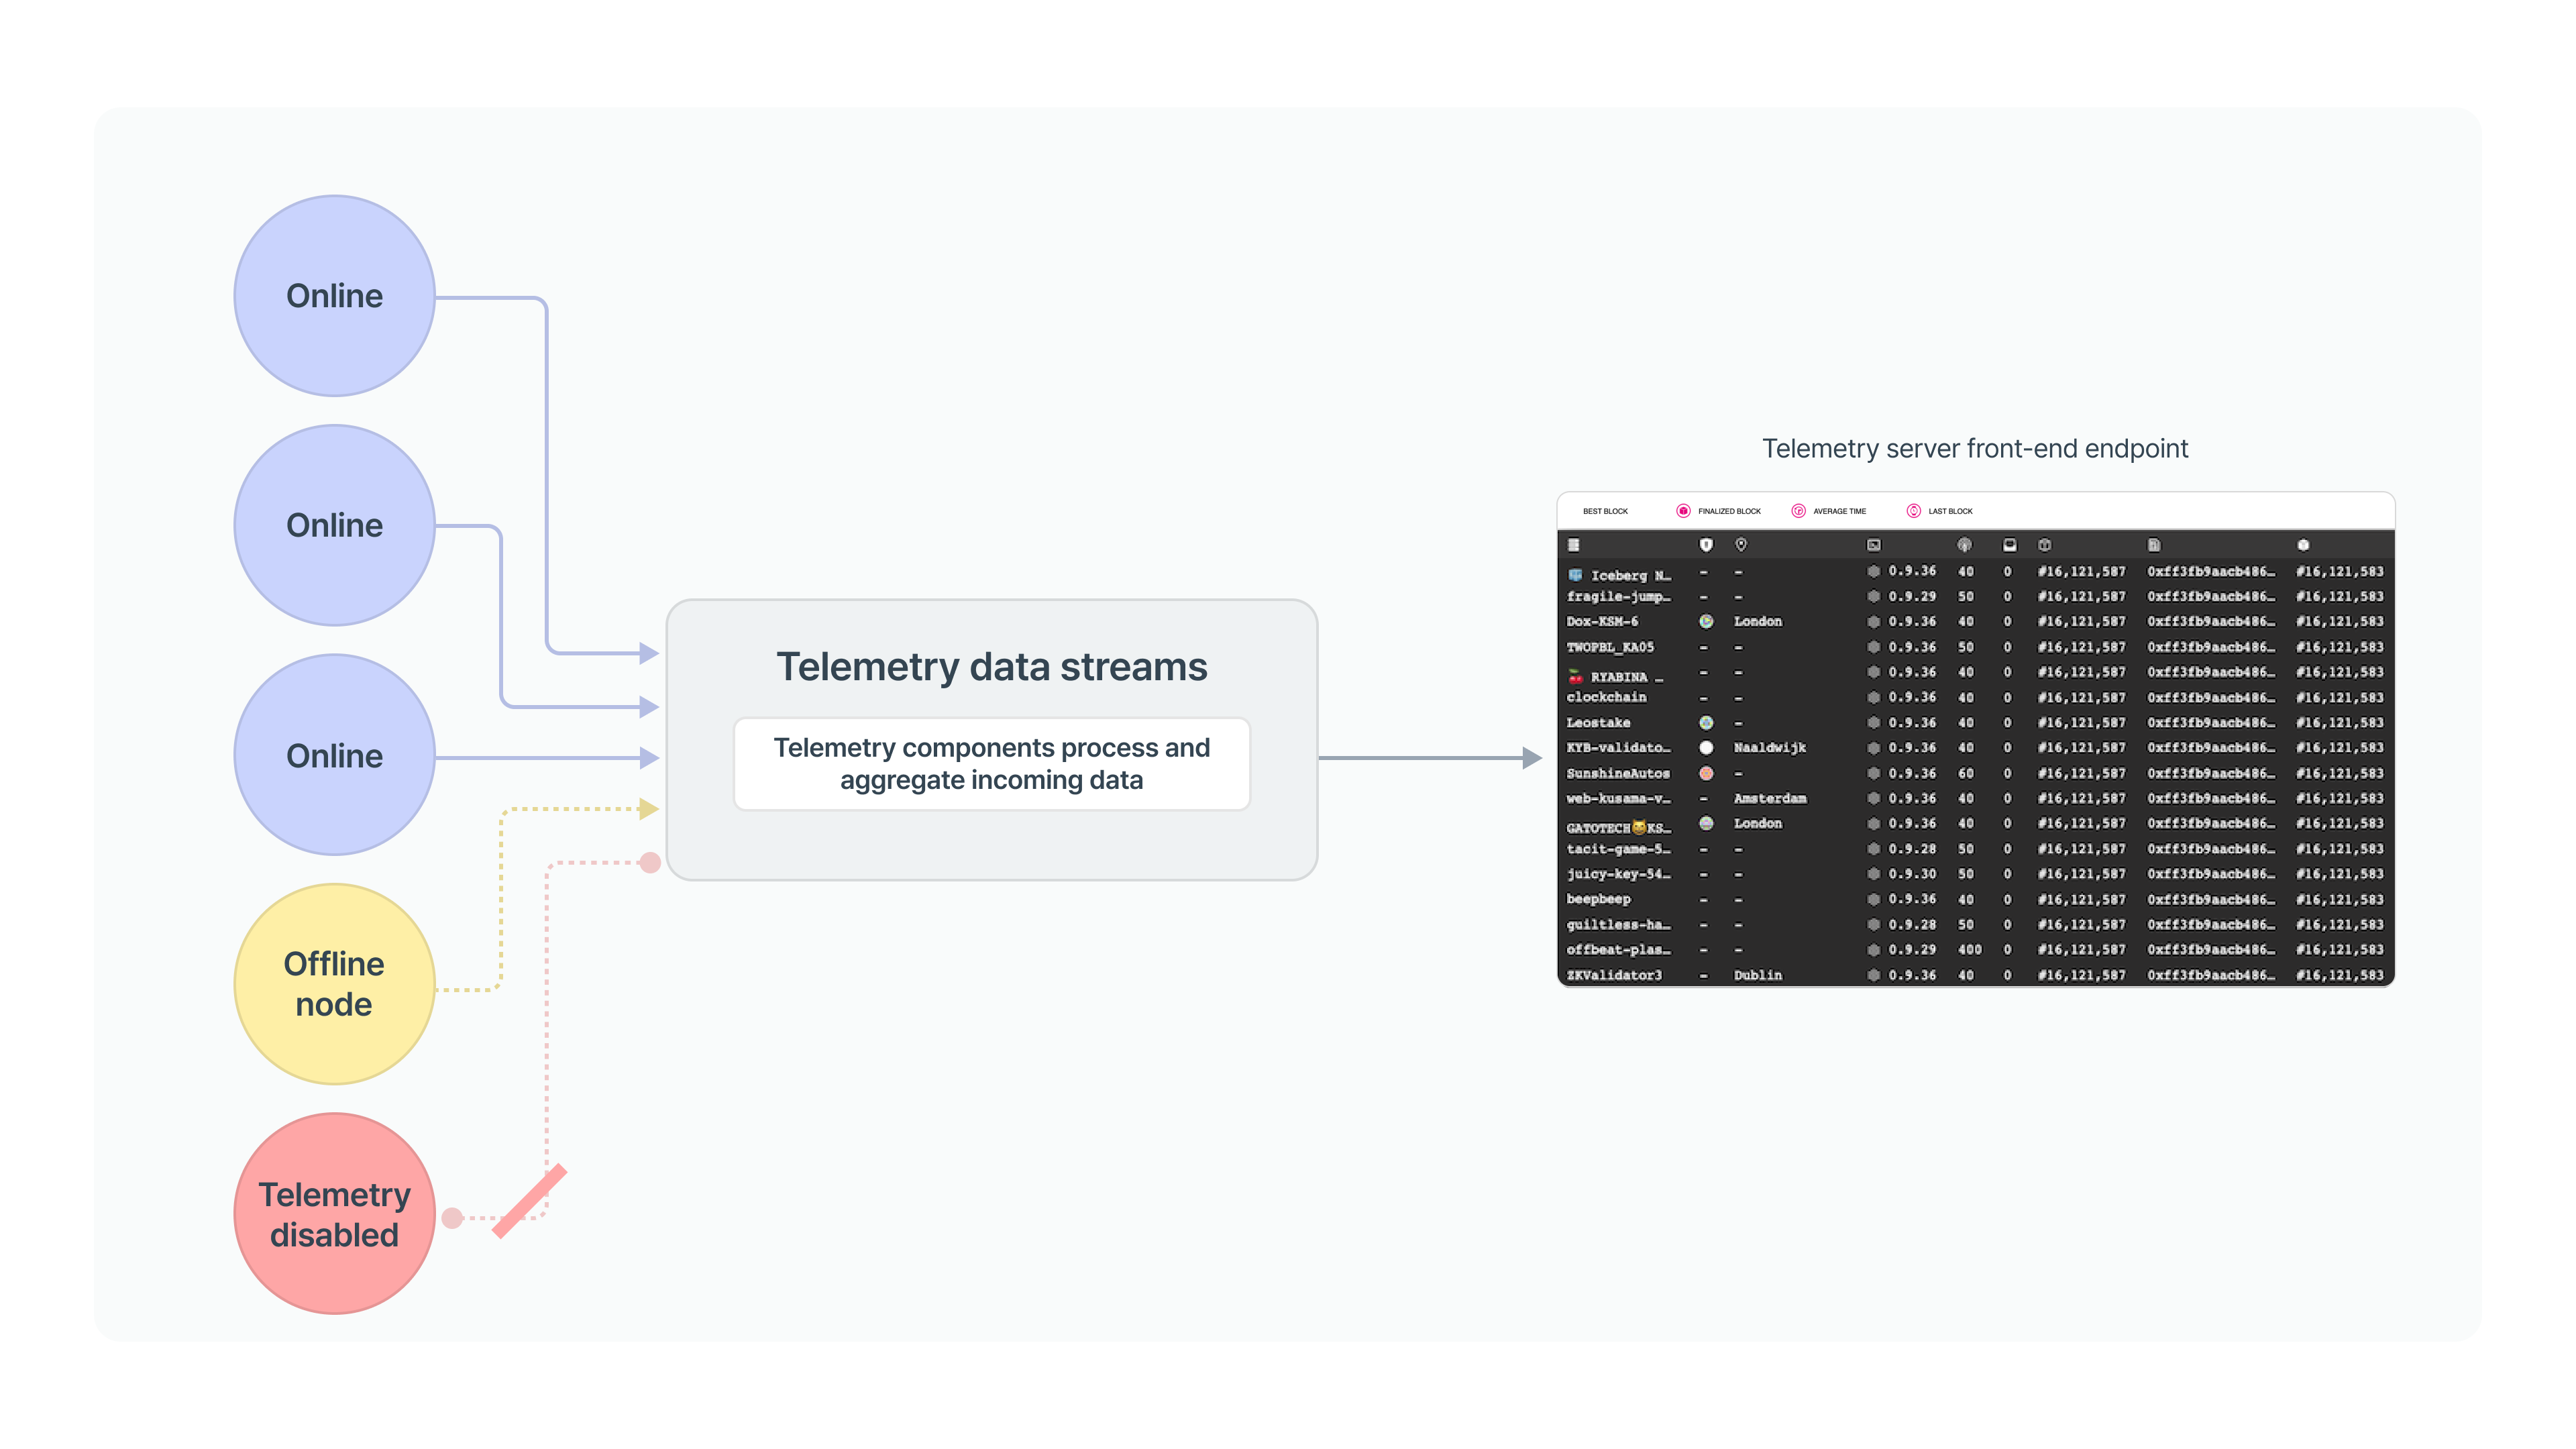 Online
Online
Online
Offline
node
Telemetry
disabled
Telemetry data streams
Telemetry components process and
aggregate incoming data
Telemetry server front-end endpoint
BEST BLOCK FINALIZED BLOCK AVERAGE TIME LAST BLOCK
Iceberg N… - - 0.9.36 40 0 #16,121,587 0xff3fb9aacb486… #16,121,583
fragile-jump… - - 0.9.29 50 0 #16,121,587 0xff3fb9aacb486… #16,121,583
Dox-KSM-6 London 0.9.36 40 0 #16,121,587 0xff3fb9aacb486… #16,121,583
TWOPBL_KA05 - - 0.9.36 50 0 #16,121,587 0xff3fb9aacb486… #16,121,583
🍒 RYABINA … - - 0.9.36 40 0 #16,121,587 0xff3fb9aacb486… #16,121,583
clockchain - - 0.9.36 40 0 #16,121,587 0xff3fb9aacb486… #16,121,583
Leostake - 0.9.36 40 0 #16,121,587 0xff3fb9aacb486… #16,121,583
KYB-validato… Naaldwijk 0.9.36 40 0 #16,121,587 0xff3fb9aacb486… #16,121,583
SunshineAutos - 0.9.36 60 0 #16,121,587 0xff3fb9aacb486… #16,121,583
web-kusama-v… - Amsterdam 0.9.36 40 0 #16,121,587 0xff3fb9aacb486… #16,121,583
GATOTECH😺KS… London 0.9.36 40 0 #16,121,587 0xff3fb9aacb486… #16,121,583
tacit-game-5… - - 0.9.28 50 0 #16,121,587 0xff3fb9aacb486… #16,121,583
juicy-key-54… - - 0.9.30 50 0 #16,121,587 0xff3fb9aacb486… #16,121,583
beepbeep - - 0.9.36 40 0 #16,121,587 0xff3fb9aacb486… #16,121,583
guiltless-ha… - - 0.9.28 50 0 #16,121,587 0xff3fb9aacb486… #16,121,583
offbeat-plas… - - 0.9.29 400 0 #16,121,587 0xff3fb9aacb486… #16,121,583
ZKValidator3 - Dublin 0.9.36 40 0 #16,121,587 0xff3fb9aacb486… #16,121,583